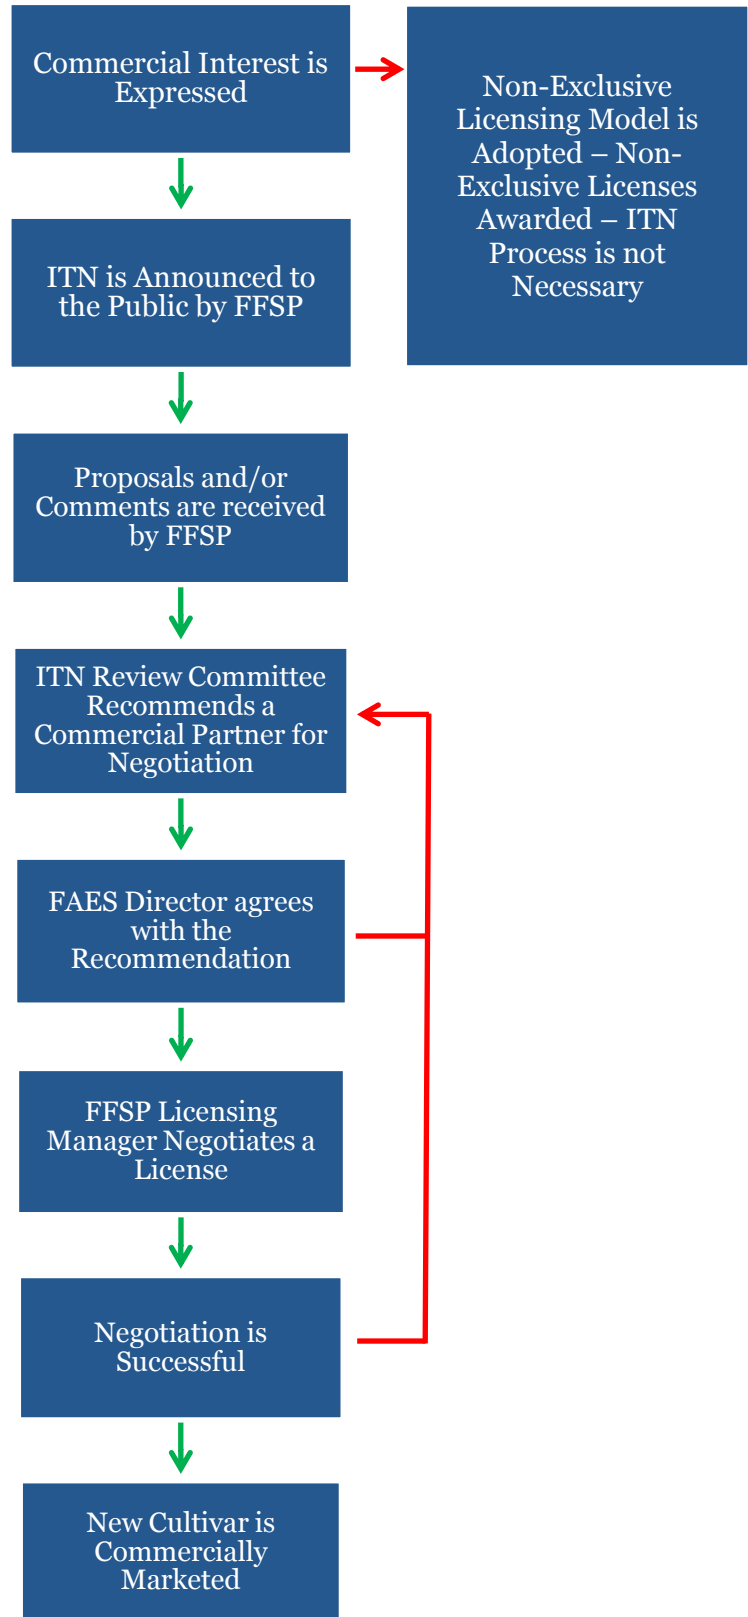 Commercial Interest is
Expressed
Non-Exclusive
Licensing Model is
Adopted – Non-
Exclusive Licenses
Awarded – ITN
Process is not
Necessary
ITN is Announced to
the Public by FFSP
Proposals and/or
Comments are received
by FFSP
ITN Review Committee
Recommends a
Commercial Partner for
Negotiation
FAES Director agrees
with the
Recommendation
FFSP Licensing
Manager Negotiates a
License
Negotiation is
Successful
New Cultivar is
Commercially
Marketed